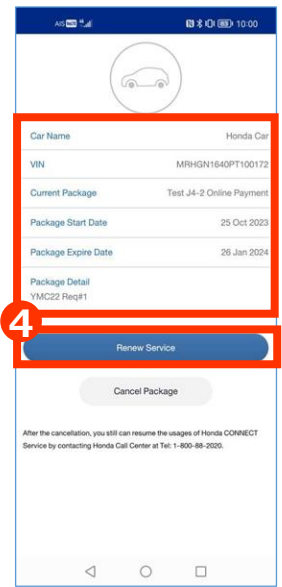 AIS 10:00
Car Name Honda Car
VIN MRHGN1640PT100172
Current Package Test J4-2 Online Payment
Package Start Date 25 Oct 2023
Package Expire Date 26 Jan 2024
Package Detail
YMC22 Req#1
4
Renew Service
Cancel Package
After the cancellation, you still can resume the usages of Honda CONNECT
Service by contacting Honda Call Center at Tel: 1-800-88-2020.